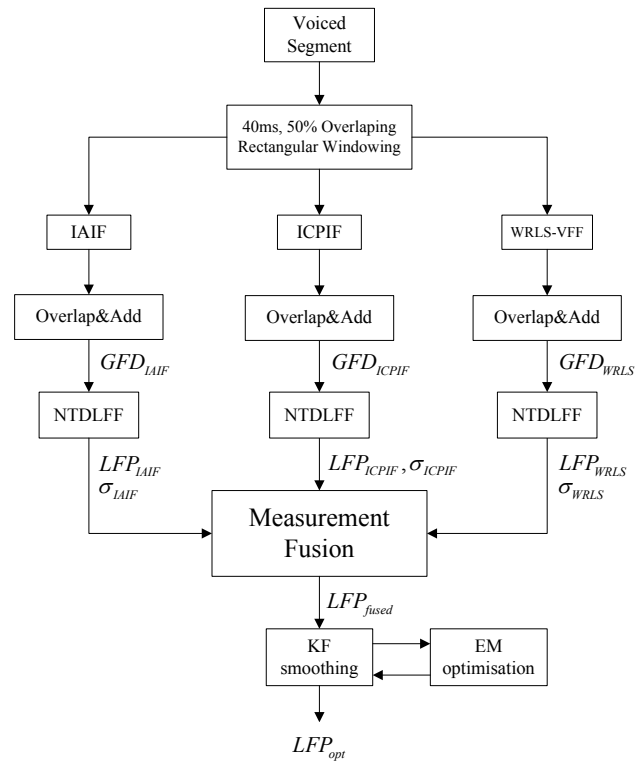 Voiced
Segment
40ms, 50% Overlaping
Rectangular Windowing
IAIF
ICPIF
WRLS-VFF
Overlap&Add
Overlap&Add
Overlap&Add
GFD_IAIF
GFD_ICPIF
GFD_WRLS
NTDLFF
NTDLFF
NTDLFF
LFP_IAIF
σ_IAIF
LFP_ICPIF, σ_ICPIF
LFP_WRLS
σ_WRLS
Measurement
Fusion
LFP_fused
KF
smoothing
EM
optimisation
LFP_opt